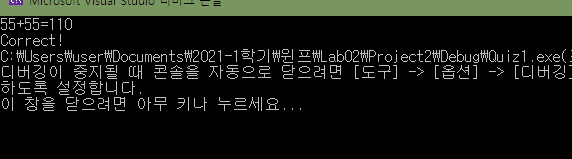 Microsoft Visual Studio 디버그 콘솔
55+55=110
Correct!
C:₩Users₩user₩Documents₩2021-1학기₩윈프₩Lab02₩Project2₩Debug₩Quiz1.exe(
디버깅이 중지될 때 콘솔을 자동으로 닫으려면 [도구] -> [옵션] -> [디버깅]
하도록 설정합니다.
이 창을 닫으려면 아무 키나 누르세요...